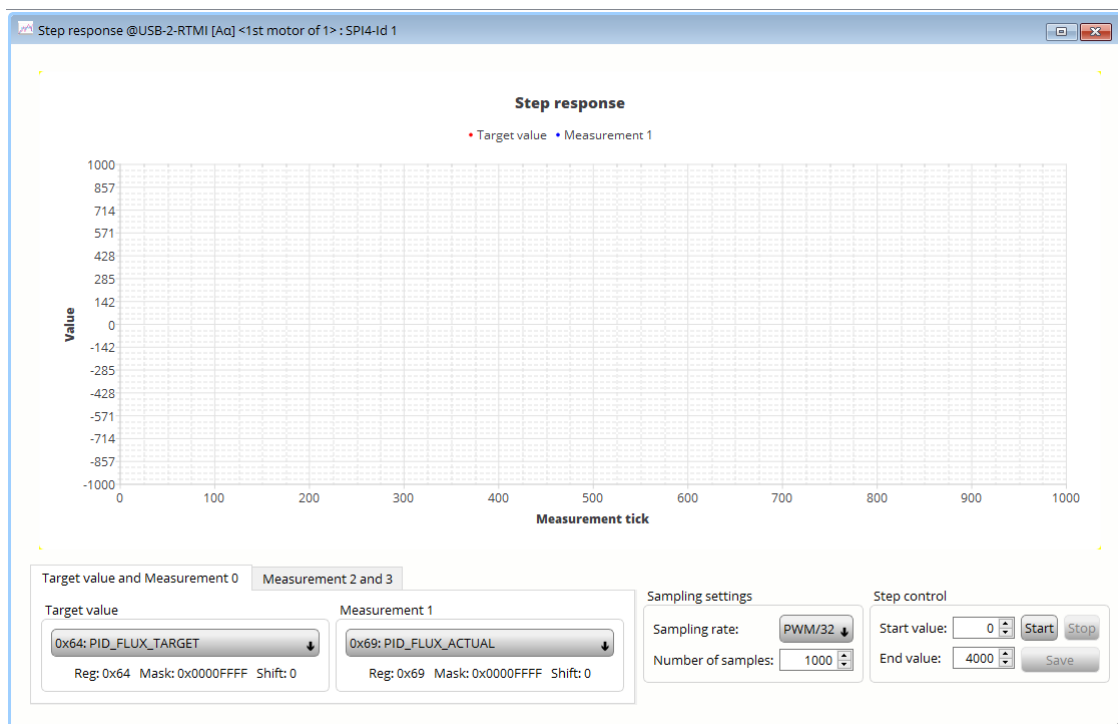 Step response @USB-2-RTMI [Aα] <1st motor of 1> : SPI4-Id 1
Step response
Target value Measurement 1
1000
857
714
571
428
285
142
0
-142
-285
-428
-571
-714
-857
-1000
Value
0 100 200 300 400 500 600 700 800 900 1000
Measurement tick
Target value and Measurement 0 Measurement 2 and 3
Target value
0x64: PID_FLUX_TARGET
Reg: 0x64 Mask: 0x0000FFFF Shift: 0
Measurement 1
0x69: PID_FLUX_ACTUAL
Reg: 0x69 Mask: 0x0000FFFF Shift: 0
Sampling settings
Sampling rate: PWM/32
Number of samples: 1000
Step control
Start value: 0 Start Stop
End value: 4000 Save